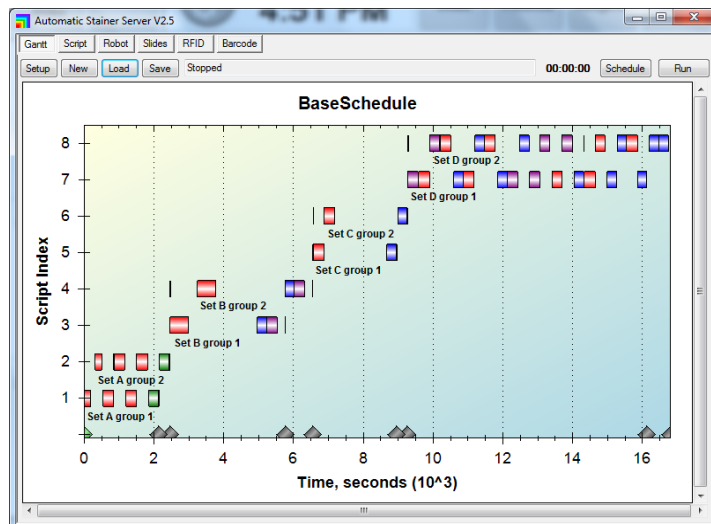 4:51 PM
Automatic Stainer Server V2.5
Gantt Script Robot Slides RFID Barcode
Setup New Load Save Stopped 00:00:00 Schedule Run
BaseSchedule
8
Set D group 2
7
Set D group 1
6
Set C group 2
5
Set C group 1
4
Set B group 2
3
Set B group 1
2
Set A group 2
1
Set A group 1
Script Index
0 2 4 6 8 10 12 14 16
Time, seconds (10^3)